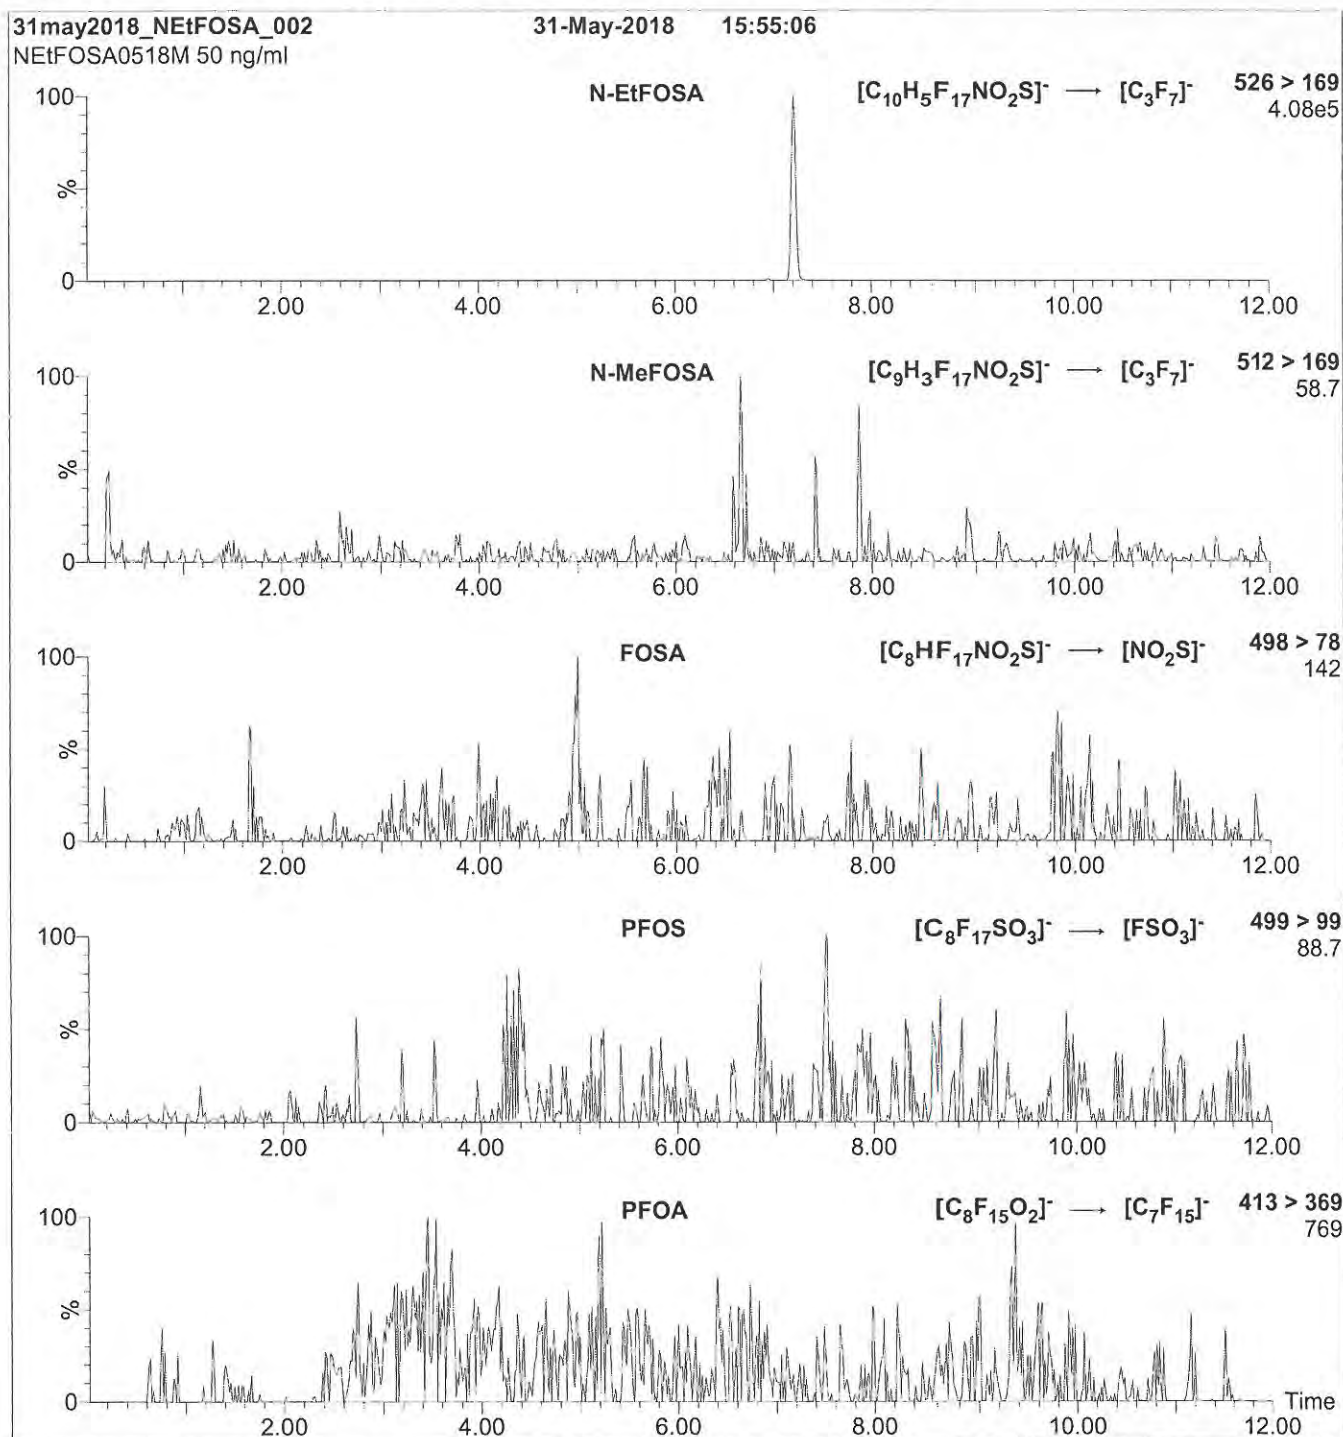 31may2018_NEtFOSA_002 31-May-2018 15:55:06
NEtFOSA0518M 50 ng/ml
N-EtFOSA [C₁₀H₅F₁₇NO₂S]⁻ → [C₃F₇]⁻ 526 > 169
4.08e5
100
%
0
2.00 4.00 6.00 8.00 10.00 12.00
N-MeFOSA [C₉H₃F₁₇NO₂S]⁻ → [C₃F₇]⁻ 512 > 169
58.7
100
%
0
2.00 4.00 6.00 8.00 10.00 12.00
FOSA [C₈HF₁₇NO₂S]⁻ → [NO₂S]⁻ 498 > 78
142
100
%
0
2.00 4.00 6.00 8.00 10.00 12.00
PFOS [C₈F₁₇SO₃]⁻ → [FSO₃]⁻ 499 > 99
88.7
100
%
0
2.00 4.00 6.00 8.00 10.00 12.00
PFOA [C₈F₁₅O₂]⁻ → [C₇F₁₅]⁻ 413 > 369
769
100
%
0
Time
2.00 4.00 6.00 8.00 10.00 12.00